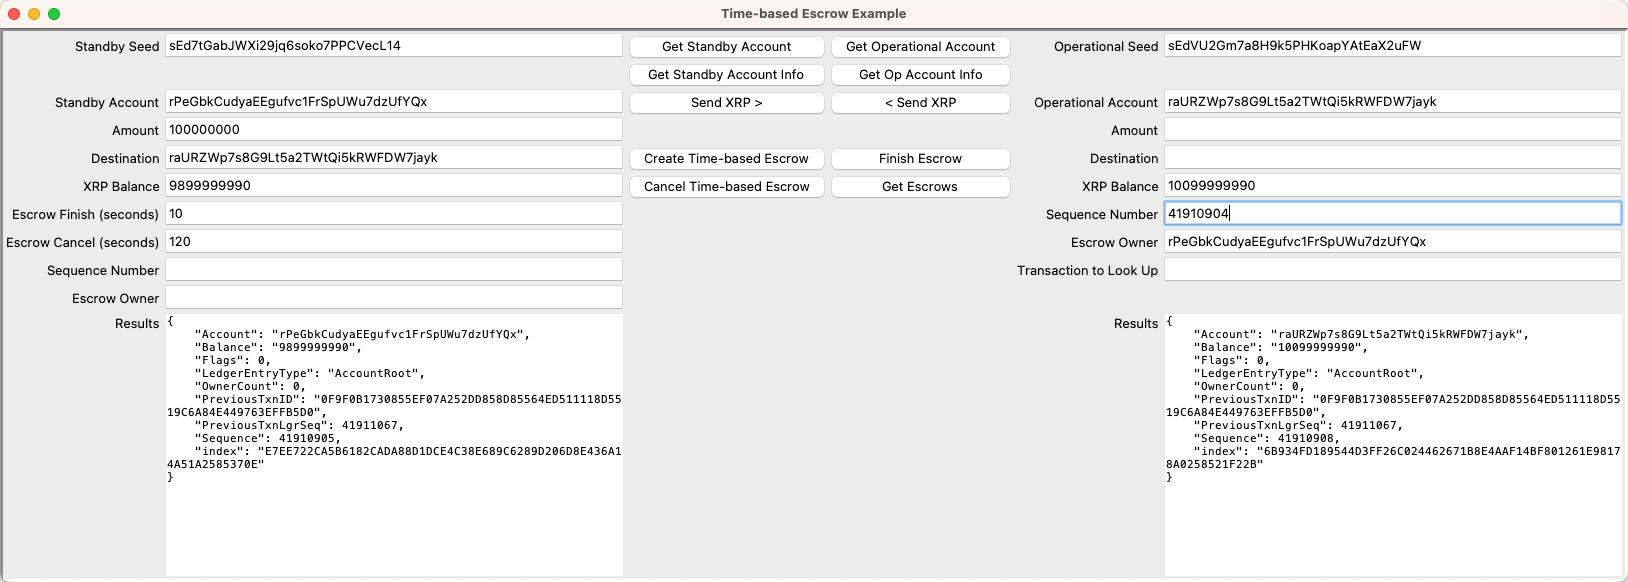 Time-based Escrow Example
Standby Seed sEd7tGabJWXi29jq6soko7PPCVecL14 Get Standby Account Get Operational Account Operational Seed sEdVU2Gm7a8H9k5PHKoapYAtEaX2uFW
Get Standby Account Info Get Op Account Info
Standby Account rPeGbkCudyaEEgufvc1FrSpUWu7dzUfYQx Send XRP > < Send XRP Operational Account raURZWp7s8G9Lt5a2TWtQi5kRWFDW7jayk
Amount 100000000 Amount
Destination raURZWp7s8G9Lt5a2TWtQi5kRWFDW7jayk Create Time-based Escrow Finish Escrow Destination
XRP Balance 9899999990 Cancel Time-based Escrow Get Escrows XRP Balance 10099999990
Escrow Finish (seconds) 10 Sequence Number 41910904
Escrow Cancel (seconds) 120 Escrow Owner rPeGbkCudyaEEgufvc1FrSpUWu7dzUfYQx
Sequence Number Transaction to Look Up
Escrow Owner
Results
{
"Account": "rPeGbkCudyaEEgufvc1FrSpUWu7dzUfYQx",
"Balance": "9899999990",
"Flags": 0,
"LedgerEntryType": "AccountRoot",
"OwnerCount": 0,
"PreviousTxnID": "0F9F0B1730855EF07A252DD858D85564ED511118D55
19C6A84E449763EFFB5D0",
"PreviousTxnLgrSeq": 41911067,
"Sequence": 41910905,
"index": "E7EE722CA5B6182CADA88D1DCE4C38E689C6289D206D8E436A1
4A51A2585370E"
}
Results
{
"Account": "raURZWp7s8G9Lt5a2TWtQi5kRWFDW7jayk",
"Balance": "10099999990",
"Flags": 0,
"LedgerEntryType": "AccountRoot",
"OwnerCount": 0,
"PreviousTxnID": "0F9F0B1730855EF07A252DD858D85564ED511118D55
19C6A84E449763EFFB5D0",
"PreviousTxnLgrSeq": 41911067,
"Sequence": 41910908,
"index": "6B934FD189544D3FF26C024462671B8E4AAF14BF801261E9817
8A0258521F22B"
}